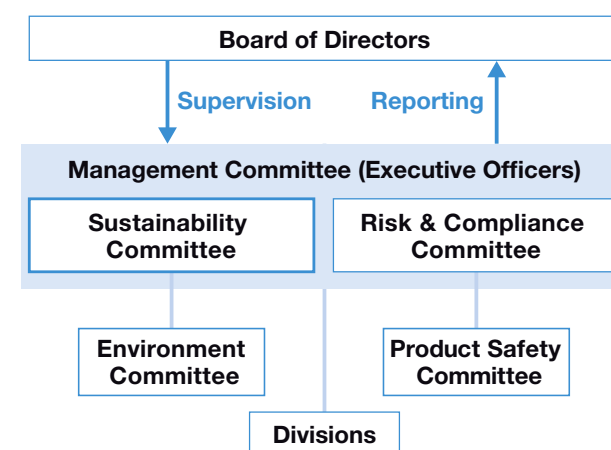 Board of Directors
Supervision
Reporting
Management Committee (Executive Officers)
Sustainability
Committee
Risk & Compliance
Committee
Environment
Committee
Product Safety
Committee
Divisions